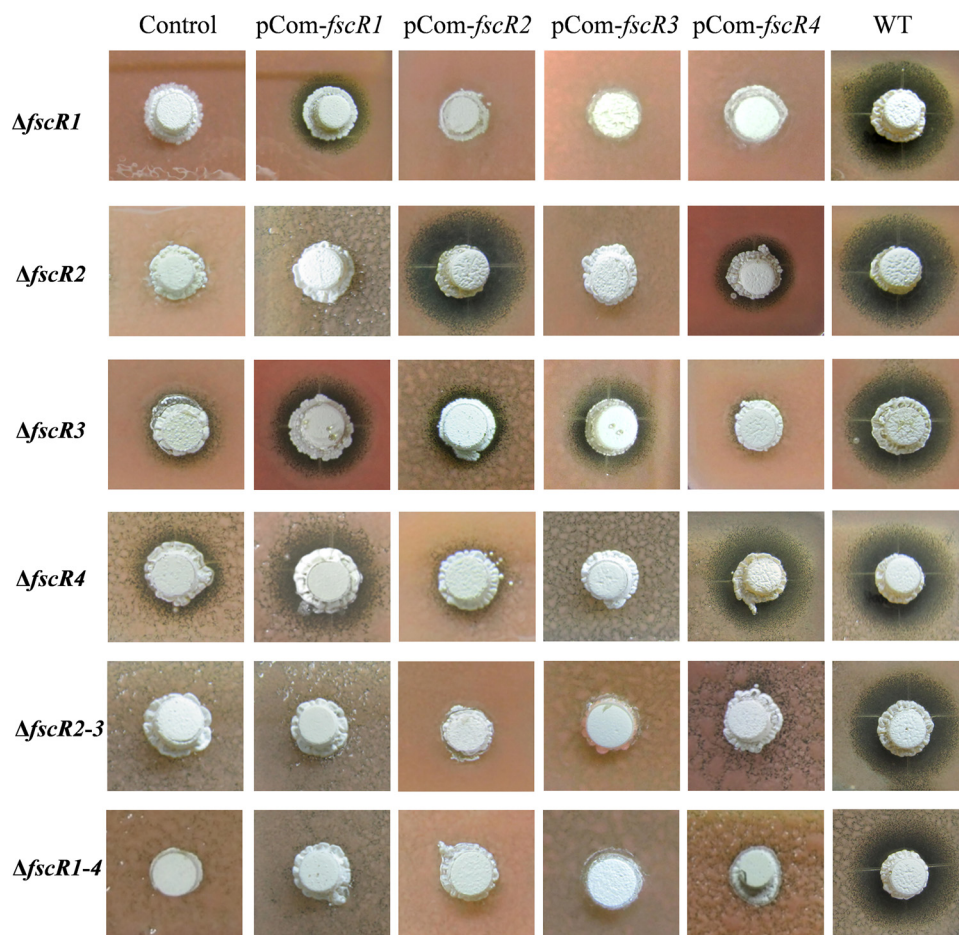 Control pCom-fscR1 pCom-fscR2 pCom-fscR3 pCom-fscR4 WT
ΔfscR1
ΔfscR2
ΔfscR3
ΔfscR4
ΔfscR2-3
ΔfscR1-4